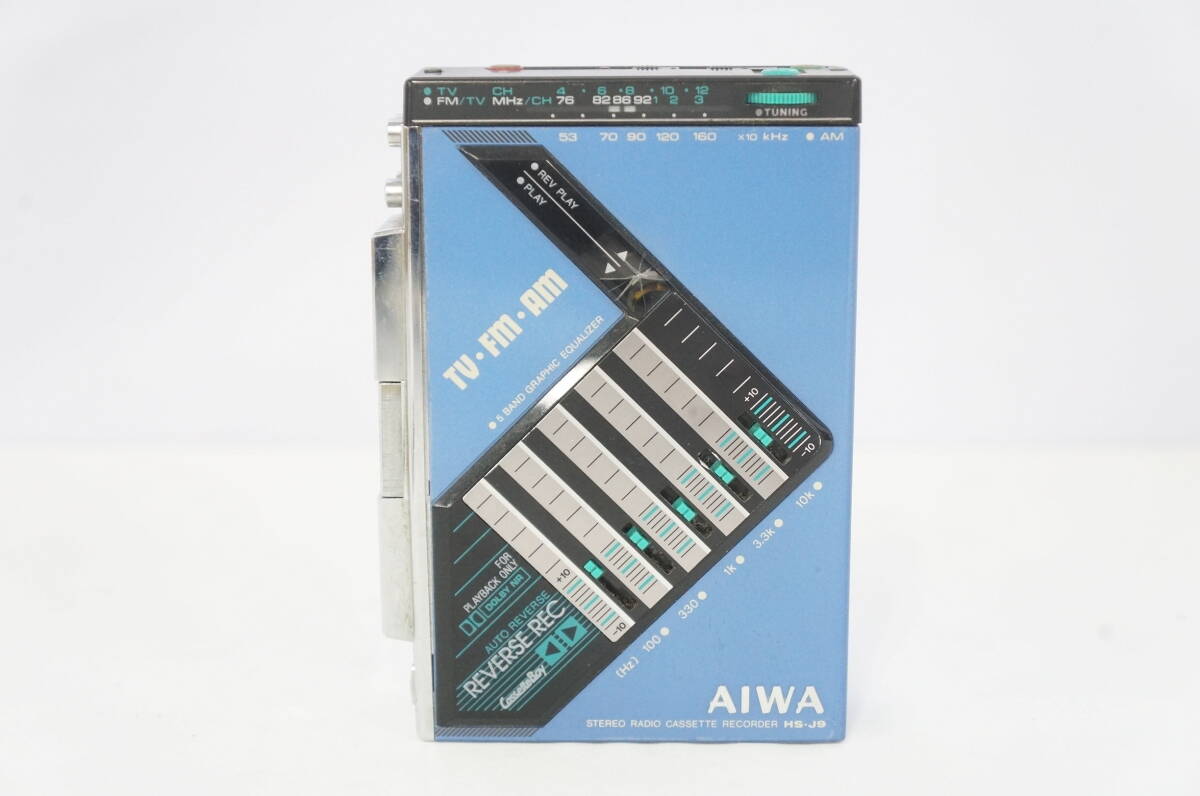 TV CH 4 · 6 · 8 · 10 · 12
FM/TV MHz/CH 76 82 86 92 1 2 3
TUNING
53 70 90 120 160 x10 kHz AM
REV PLAY
PLAY
TV·FM·AM
5 BAND GRAPHIC EQUALIZER
+10
-10
10k
3.3k
1k
330
100
(Hz)
+10
-10
FOR
PLAYBACK ONLY
DOLBY NR
AUTO REVERSE
REVERSE REC
CassetteBoy
AIWA
STEREO RADIO CASSETTE RECORDER HS-J9